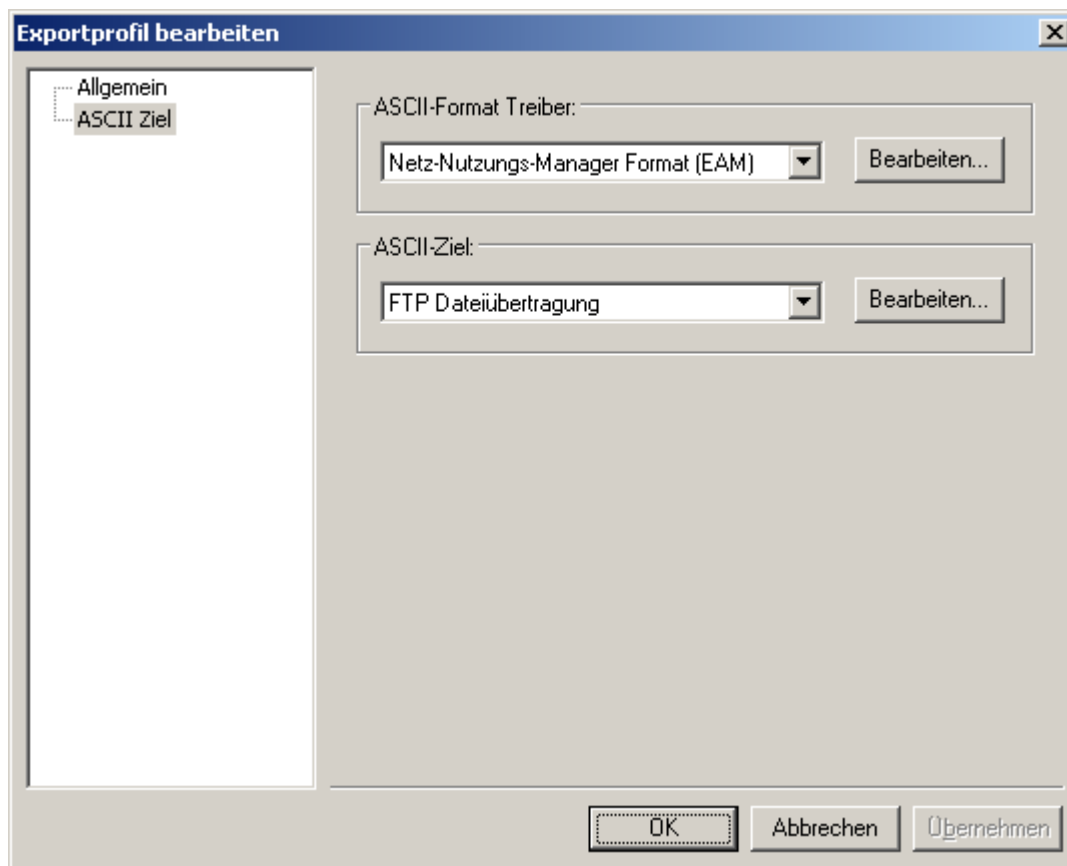 Exportprofil bearbeiten
Allgemein
ASCII Ziel
ASCII-Format Treiber:
Netz-Nutzungs-Manager Format (EAM)
Bearbeiten...
ASCII-Ziel:
FTP Dateiübertragung
Bearbeiten...
OK
Abbrechen
Übernehmen